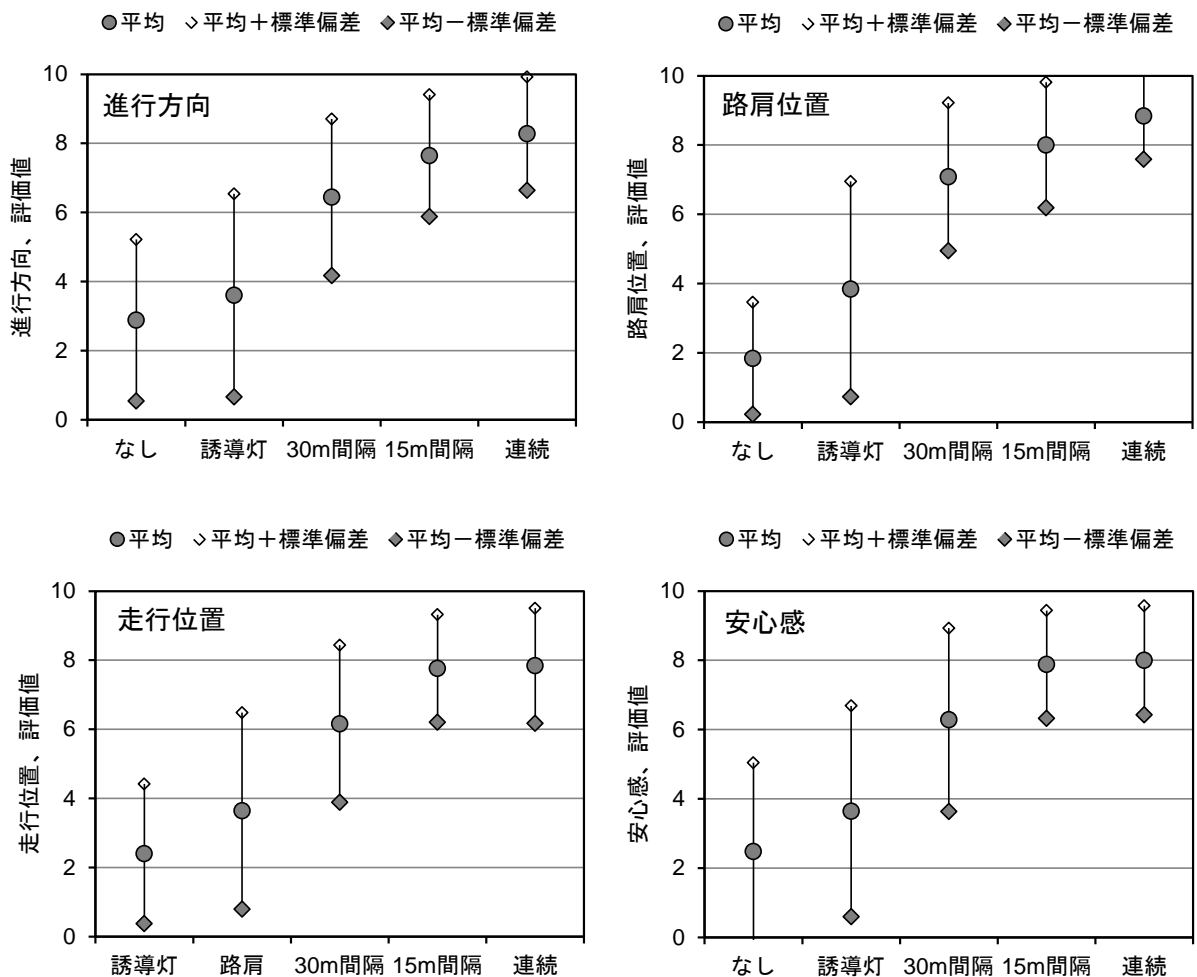 平均 平均＋標準偏差 平均－標準偏差
進行方向
進行方向、評価値
10
8
6
4
2
0
なし 誘導灯 30m間隔 15m間隔 連続
平均 平均＋標準偏差 平均－標準偏差
路肩位置
路肩位置、評価値
10
8
6
4
2
0
なし 誘導灯 30m間隔 15m間隔 連続
平均 平均＋標準偏差 平均－標準偏差
走行位置
走行位置、評価値
10
8
6
4
2
0
誘導灯 路肩 30m間隔 15m間隔 連続
平均 平均＋標準偏差 平均－標準偏差
安心感
安心感、評価値
10
8
6
4
2
0
なし 誘導灯 30m間隔 15m間隔 連続